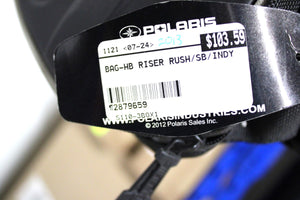 POLARIS
1121 <07-24> $103.59
BAG-HB RISER RUSH/SB/INDY
2879659
WWW.POLARISINDUSTRIES.COM
© 2012 Polaris Sales Inc.